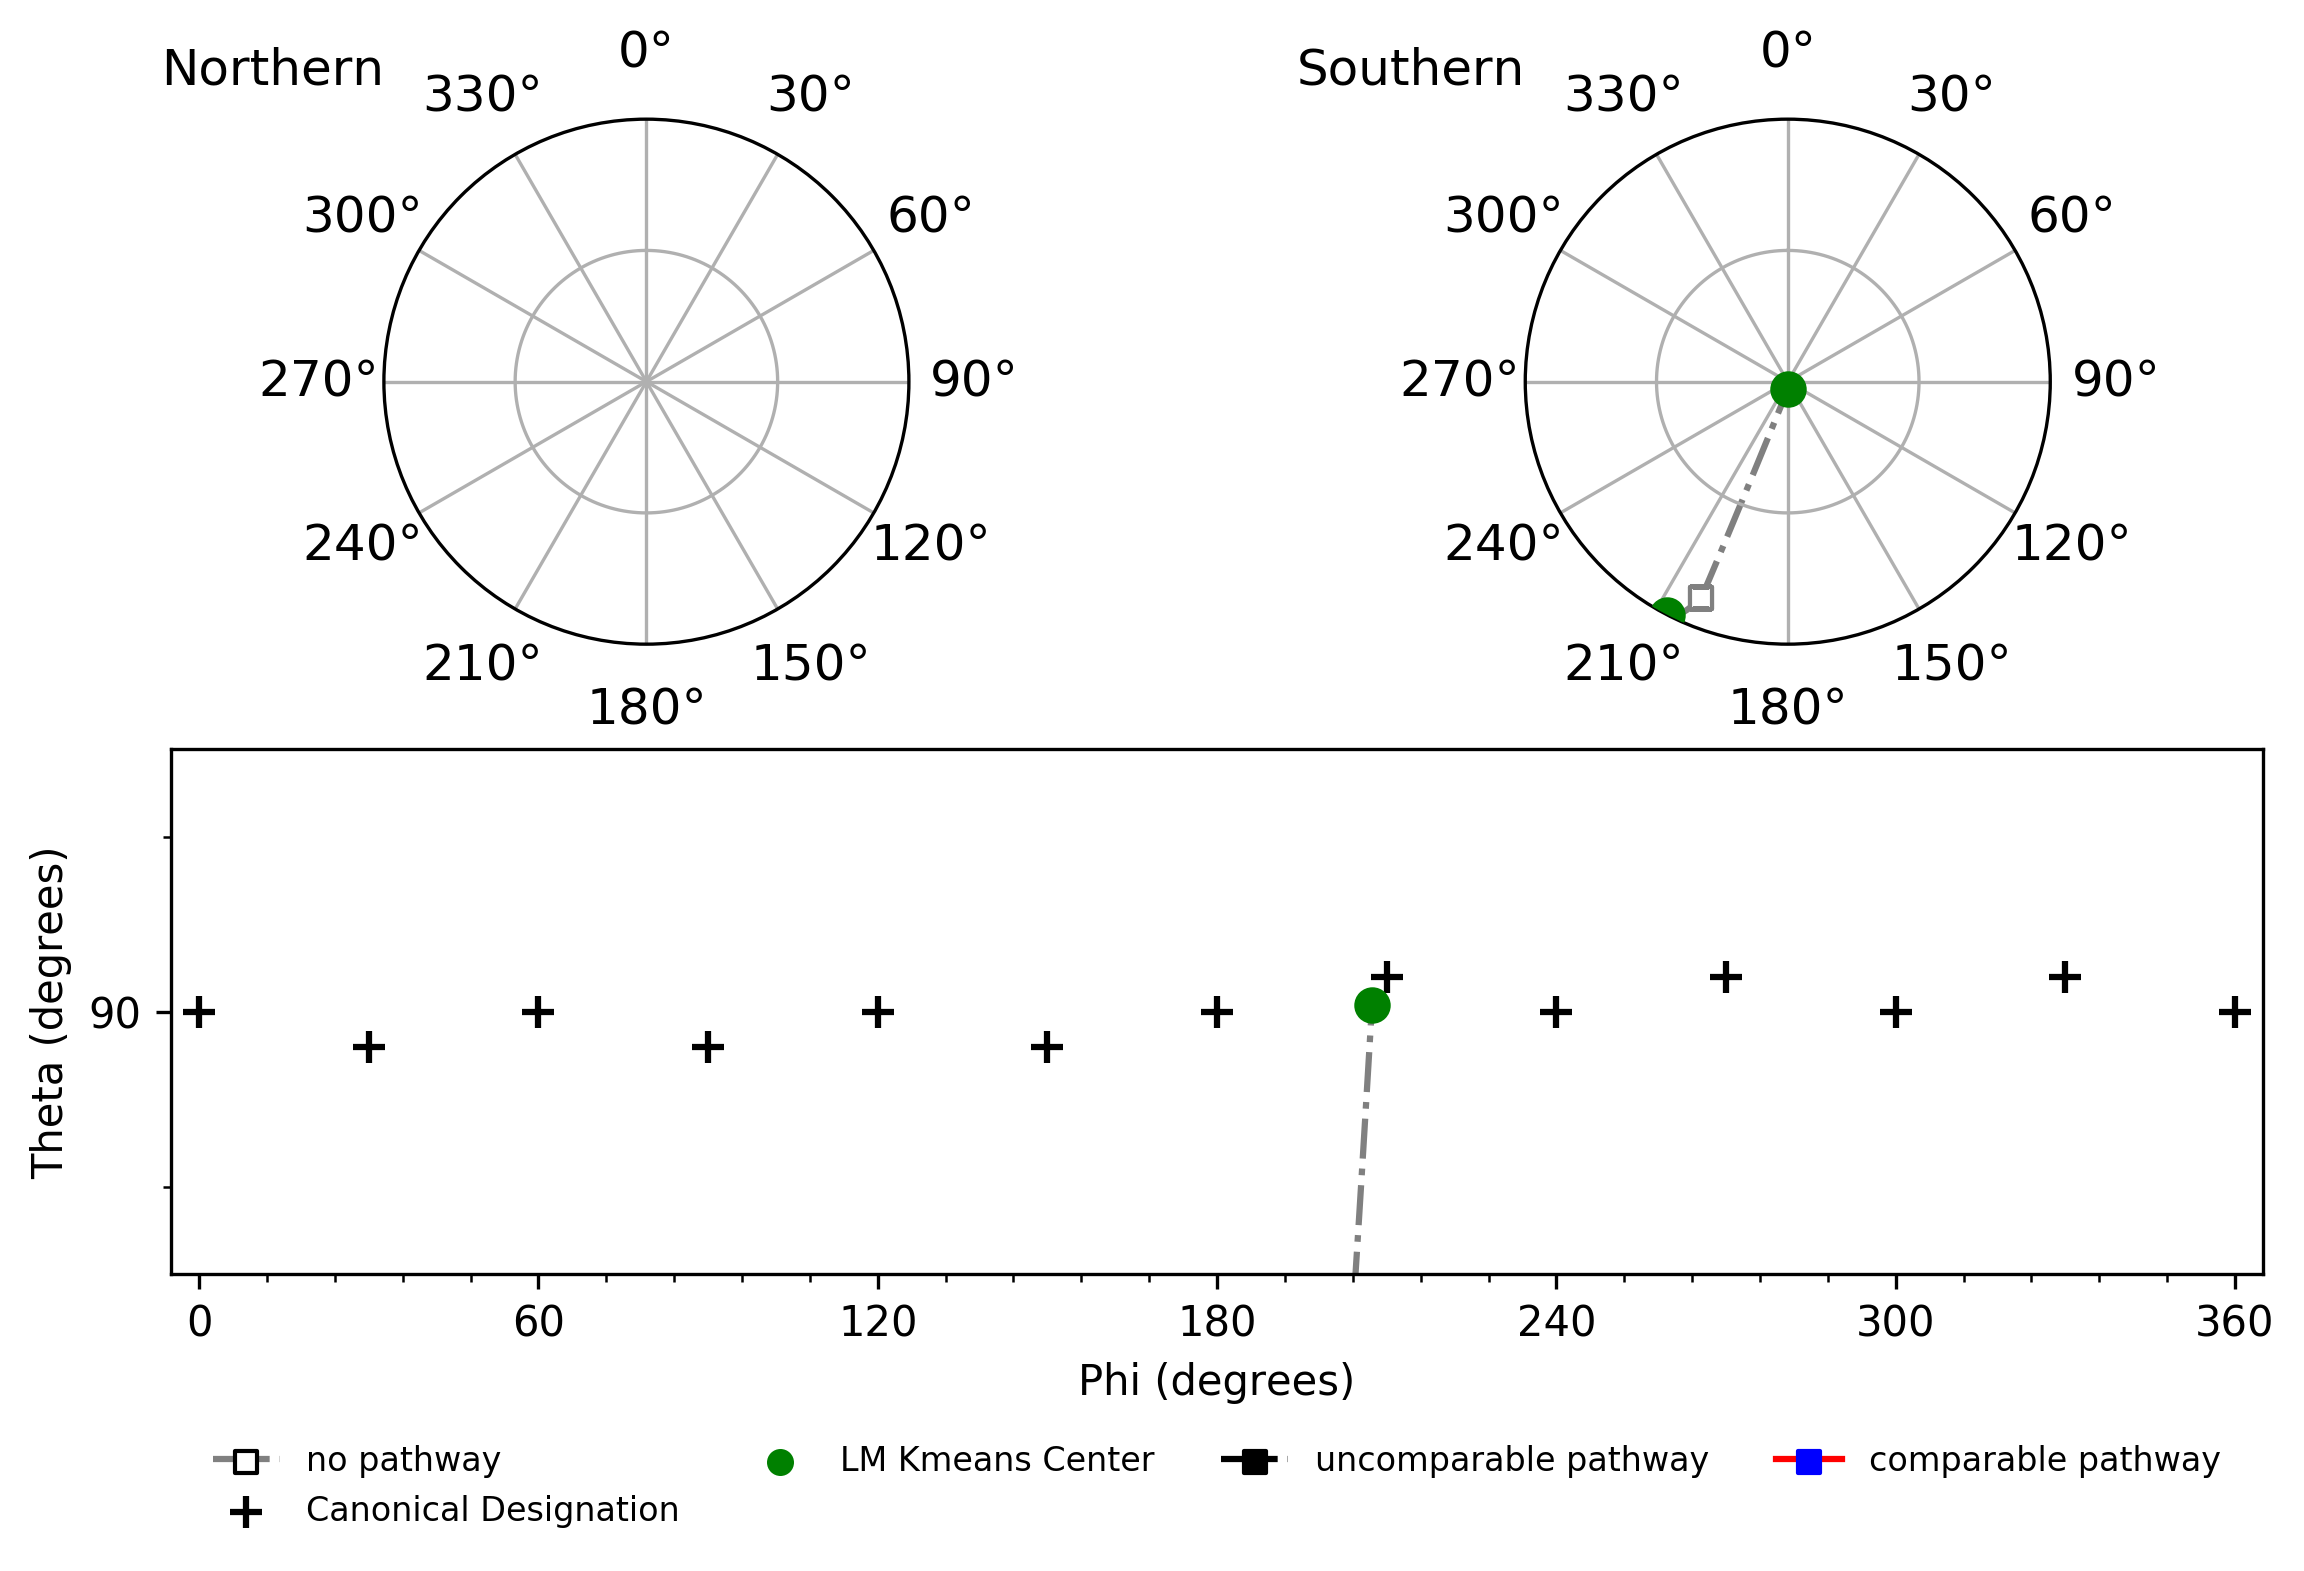 Northern
0°
330°
30°
300°
60°
270°
90°
240°
120°
210°
150°
180°
Southern
0°
330°
30°
300°
60°
270°
90°
240°
120°
210°
150°
180°
Theta (degrees)
90
0 60 120 180 240 300 360
Phi (degrees)
no pathway
Canonical Designation
LM Kmeans Center
uncomparable pathway
comparable pathway